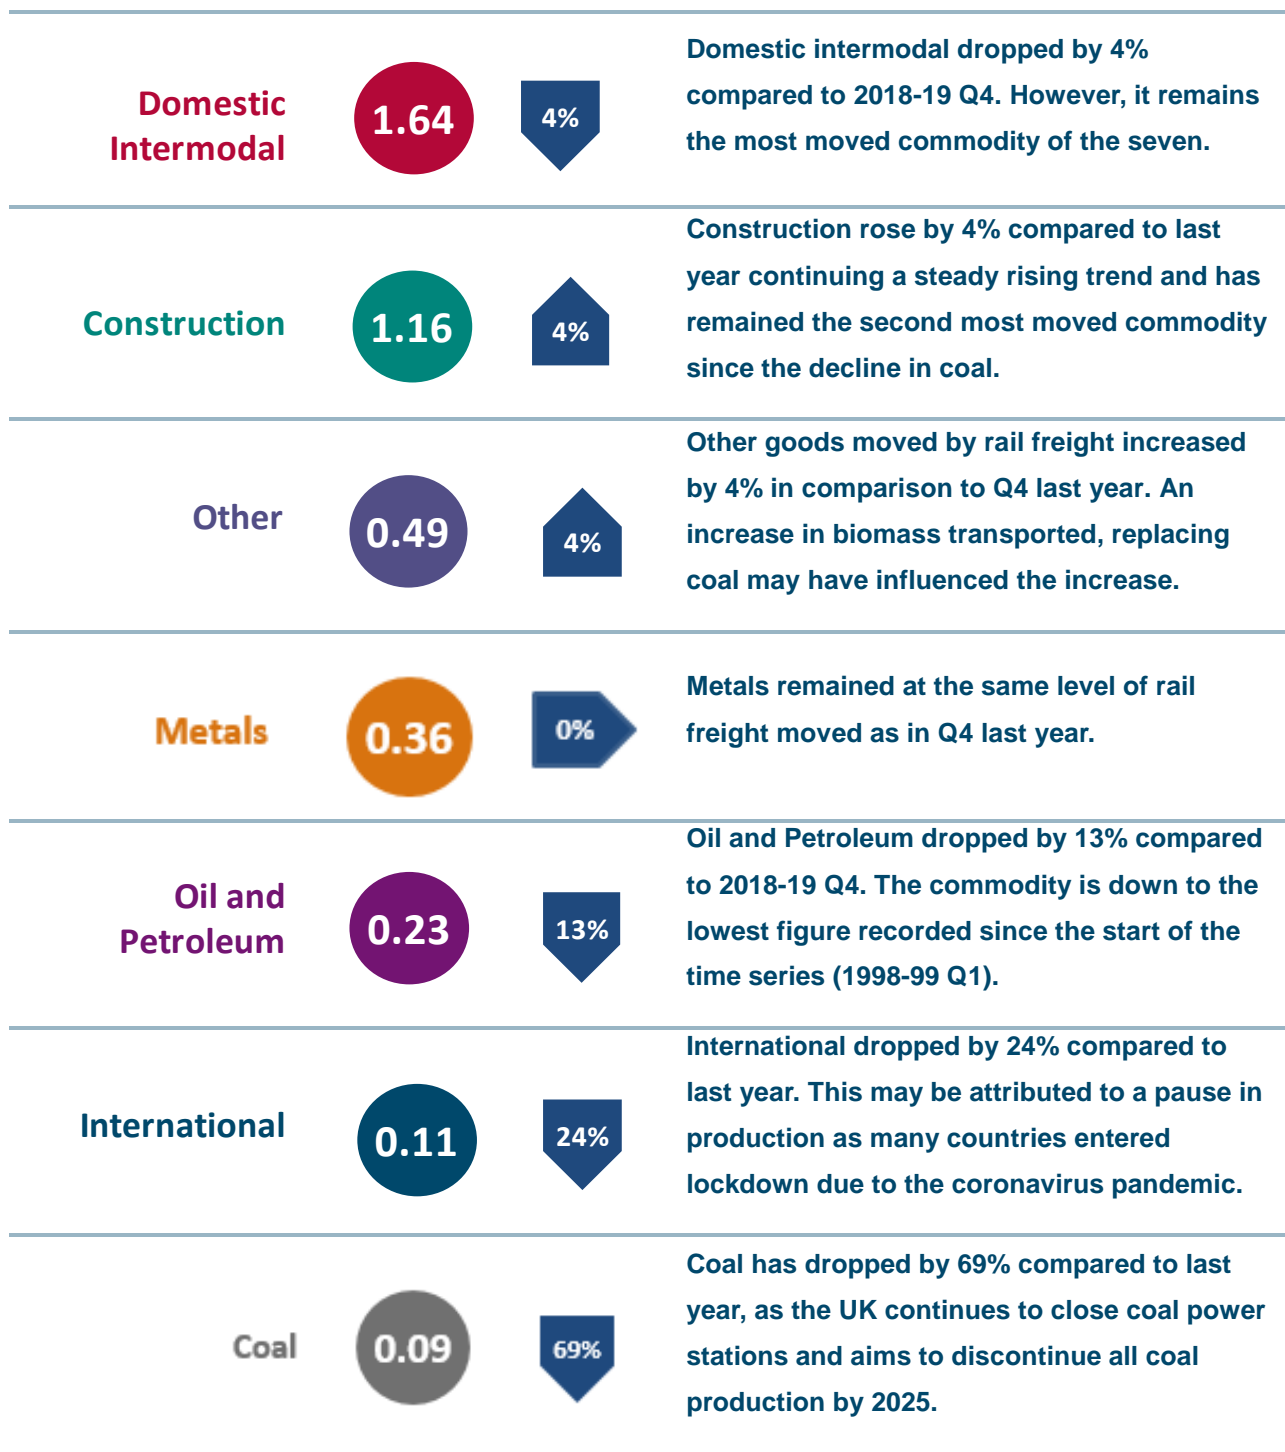 Domestic
Intermodal
1.64
4%
Domestic intermodal dropped by 4%
compared to 2018-19 Q4. However, it remains
the most moved commodity of the seven.
Construction
1.16
4%
Construction rose by 4% compared to last
year continuing a steady rising trend and has
remained the second most moved commodity
since the decline in coal.
Other
0.49
4%
Other goods moved by rail freight increased
by 4% in comparison to Q4 last year. An
increase in biomass transported, replacing
coal may have influenced the increase.
Metals
0.36
0%
Metals remained at the same level of rail
freight moved as in Q4 last year.
Oil and
Petroleum
0.23
13%
Oil and Petroleum dropped by 13% compared
to 2018-19 Q4. The commodity is down to the
lowest figure recorded since the start of the
time series (1998-99 Q1).
International
0.11
24%
International dropped by 24% compared to
last year. This may be attributed to a pause in
production as many countries entered
lockdown due to the coronavirus pandemic.
Coal
0.09
69%
Coal has dropped by 69% compared to last
year, as the UK continues to close coal power
stations and aims to discontinue all coal
production by 2025.